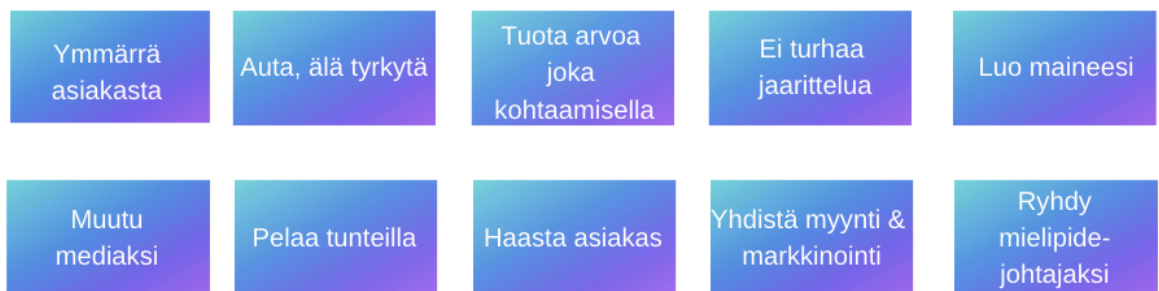 Ymmärrä
asiakasta
Auta, älä tyrkytä
Tuota arvoa
joka
kohtaamisella
Ei turhaa
jaarittelua
Luo maineesi
Muutu
mediaksi
Pelaa tunteilla
Haasta asiakas
Yhdistä myynti &
markkinointi
Ryhdy
mielipide-
johtajaksi